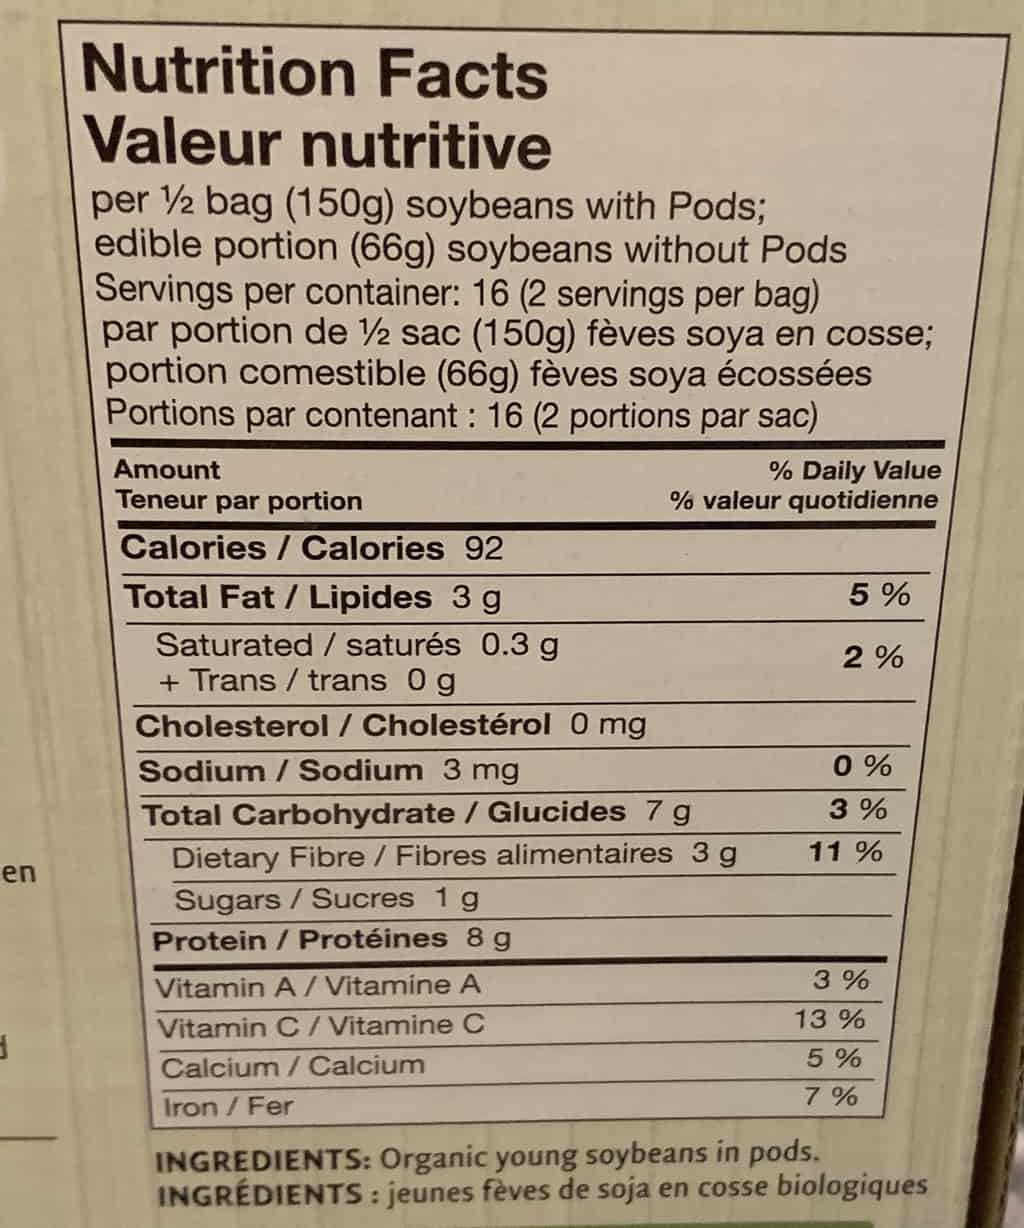 Nutrition Facts
Valeur nutritive
per ½ bag (150g) soybeans with Pods;
edible portion (66g) soybeans without Pods
Servings per container: 16 (2 servings per bag)
par portion de ½ sac (150g) fèves soya en cosse;
portion comestible (66g) fèves soya écossées
Portions par contenant : 16 (2 portions par sac)
Amount % Daily Value
Teneur par portion % valeur quotidienne
Calories / Calories 92
Total Fat / Lipides 3 g 5 %
Saturated / saturés 0.3 g
+ Trans / trans 0 g 2 %
Cholesterol / Cholestérol 0 mg
Sodium / Sodium 3 mg 0 %
Total Carbohydrate / Glucides 7 g 3 %
Dietary Fibre / Fibres alimentaires 3 g 11 %
en
Sugars / Sucres 1 g
Protein / Protéines 8 g
Vitamin A / Vitamine A 3 %
Vitamin C / Vitamine C 13 %
Calcium / Calcium 5 %
Iron / Fer 7 %
INGREDIENTS: Organic young soybeans in pods.
INGRÉDIENTS : jeunes fèves de soja en cosse biologiques